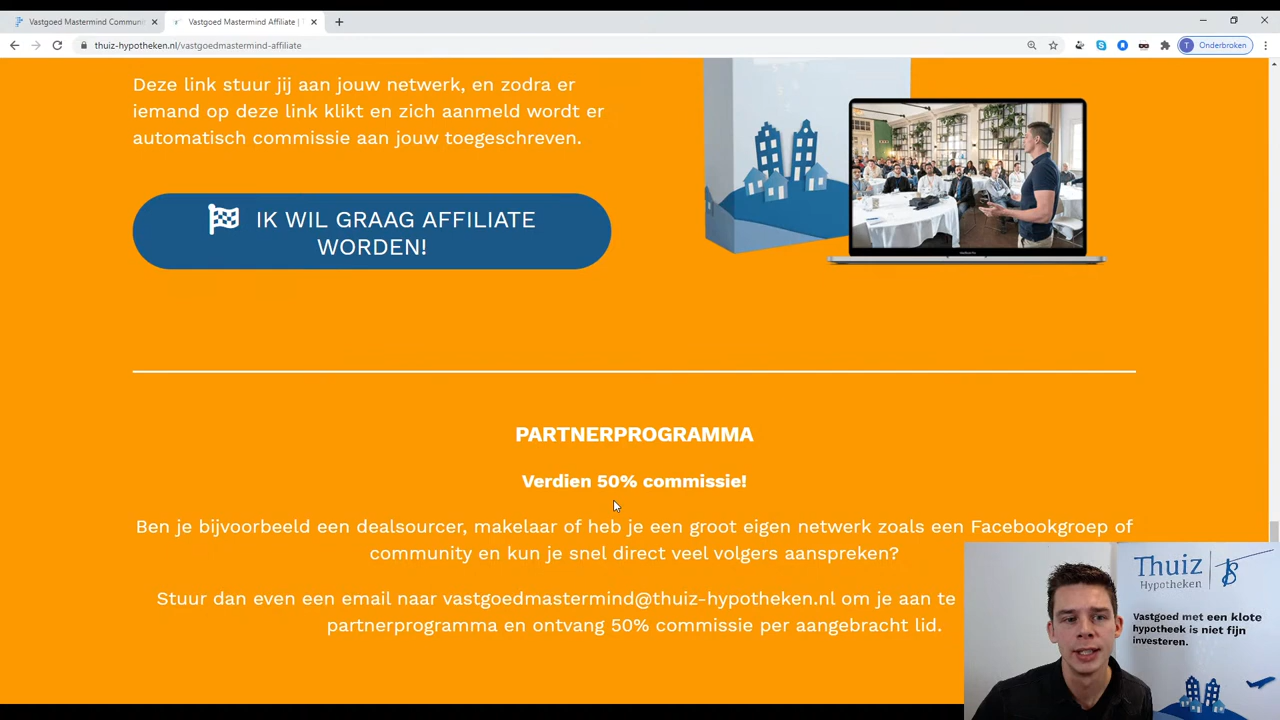 Vastgoed Mastermind Communi
Vastgoed Mastermind Affiliate | T
thuiz-hypotheken.nl/vastgoedmastermind-affiliate
T Onderbroken
Deze link stuur jij aan jouw netwerk, en zodra er
iemand op deze link klikt en zich aanmeld wordt er
automatisch commissie aan jouw toegeschreven.
IK WIL GRAAG AFFILIATE
WORDEN!
PARTNERPROGRAMMA
Verdien 50% commissie!
Ben je bijvoorbeeld een dealsourcer, makelaar of heb je een groot eigen netwerk zoals een Facebookgroep of
community en kun je snel direct veel volgers aanspreken?
Stuur dan even een email naar vastgoedmastermind@thuiz-hypotheken.nl om je aan te
partnerprogramma en ontvang 50% commissie per aangebracht lid.
Thuiz
Hypotheken
Vastgoed met een klote
hypotheek is niet fijn
investeren.